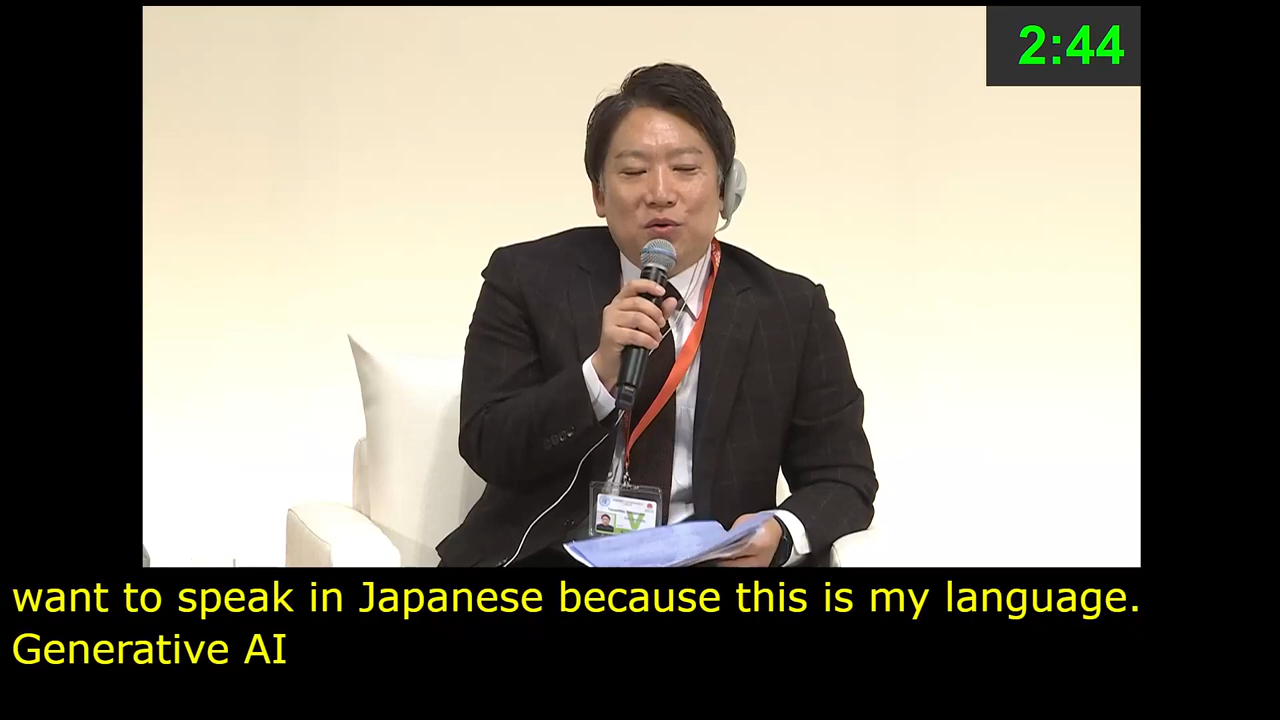 2:44
want to speak in Japanese because this is my language.
Generative AI